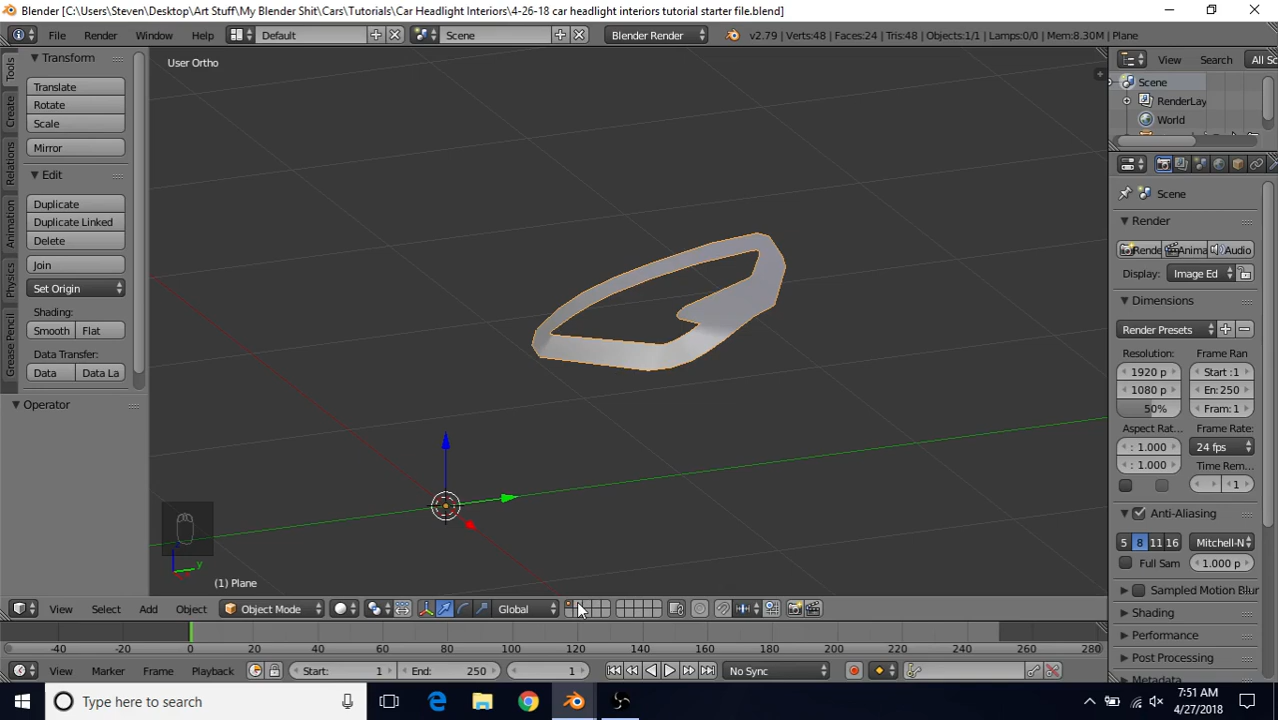 Blender [C:\Users\Steven\Desktop\Art Stuff\My Blender Shit\Cars\Tutorials\Car Headlight Interiors\4-26-18 car headlight interiors tutorial starter file.blend]
File Render Window Help Default Scene Blender Render v2.79 | Verts:48 | Faces:24 | Tris:48 | Objects:1/1 | Lamps:0/0 | Mem:8.30M | Plane
User Ortho
Tools
Create
Relations
Animation
Physics
Grease Pencil
Transform
Translate
Rotate
Scale
Mirror
Edit
Duplicate
Duplicate Linked
Delete
Join
Set Origin
Shading:
Smooth Flat
Data Transfer:
Data Data La
Operator
z
y
(1) Plane
View Search All Sc
Scene
RenderLay
World
Scene
Render
Rende Anima Audio
Display: Image Ed
Dimensions
Render Presets
Resolution: Frame Ran
1920 p Start :1
1080 p En: 250
50% Fram: 1
Aspect Rat... Frame Rate:
: 1.000 24 fps
: 1.000 Time Rem...
1
Anti-Aliasing
5 8 11 16 Mitchell-N
Full Sam 1.000 p
Sampled Motion Blur
Shading
Performance
Post Processing
Metadata
View Select Add Object Object Mode Global
-40 -20 0 20 40 60 80 100 120 140 160 180 200 220 240 260 280
View Marker Frame Playback Start: 1 End: 250 1 No Sync
Type here to search
7:51 AM
4/27/2018